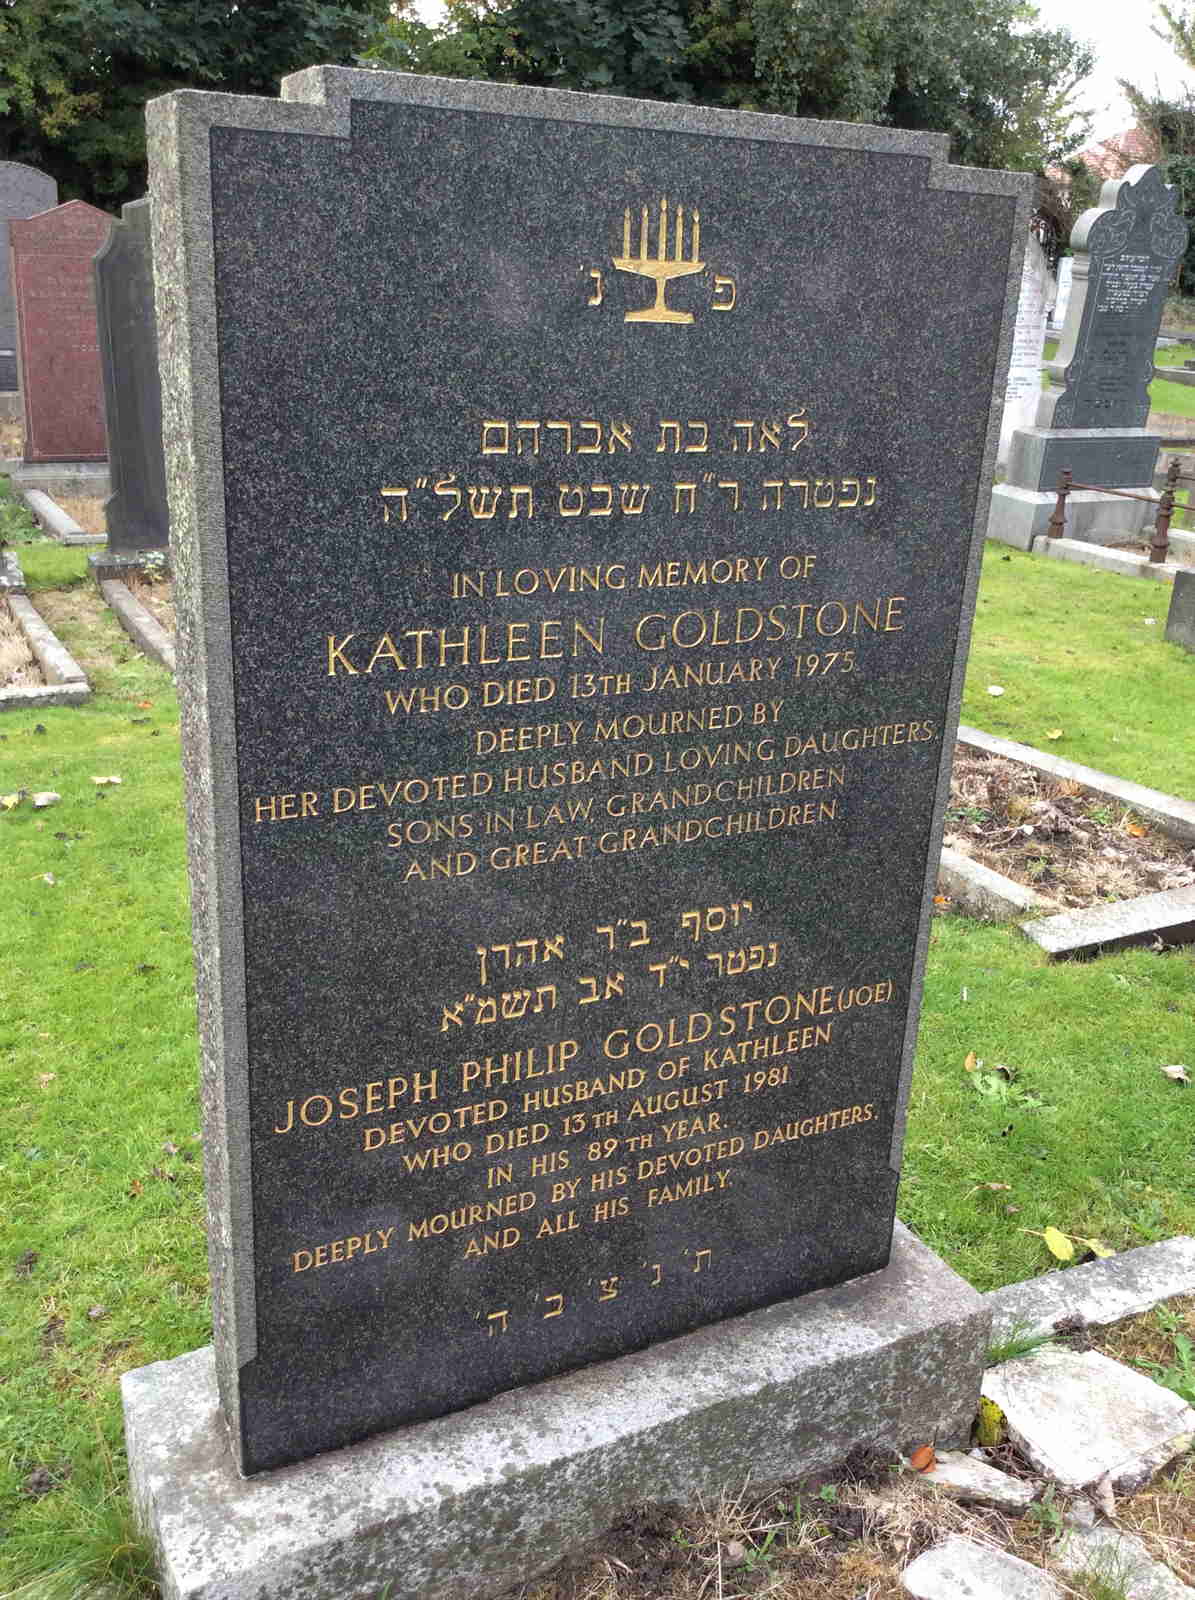 פ' נ'
לאה בת אברהם
נפטרה ר"ח שבט תשל"ה
IN LOVING MEMORY OF
KATHLEEN GOLDSTONE
WHO DIED 13TH JANUARY 1975.
DEEPLY MOURNED BY
HER DEVOTED HUSBAND LOVING DAUGHTERS.
SONS IN LAW, GRANDCHILDREN
AND GREAT GRANDCHILDREN.
יוסף ב"ר אהרן
נפטר י"ד אב תשמ"א
JOSEPH PHILIP GOLDSTONE (JOE)
DEVOTED HUSBAND OF KATHLEEN
WHO DIED 13TH AUGUST 1981
IN HIS 89TH YEAR.
DEEPLY MOURNED BY HIS DEVOTED DAUGHTERS.
AND ALL HIS FAMILY.
ת' נ' צ' ב' ה'